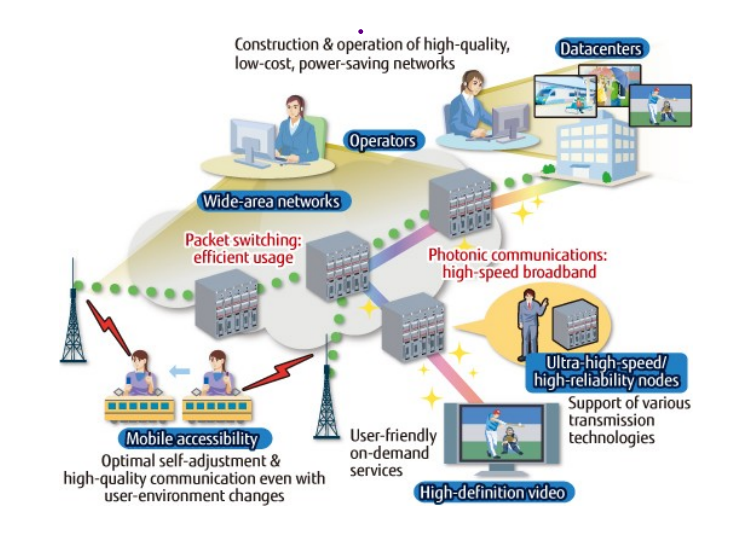 Construction & operation of high-quality,
low-cost, power-saving networks
Datacenters
Operators
Wide-area networks
Packet switching:
efficient usage
Photonic communications:
high-speed broadband
Ultra-high-speed/
high-reliability nodes
Support of various
transmission
technologies
Mobile accessibility
Optimal self-adjustment &
high-quality communication even with
user-environment changes
User-friendly
on-demand
services
High-definition video